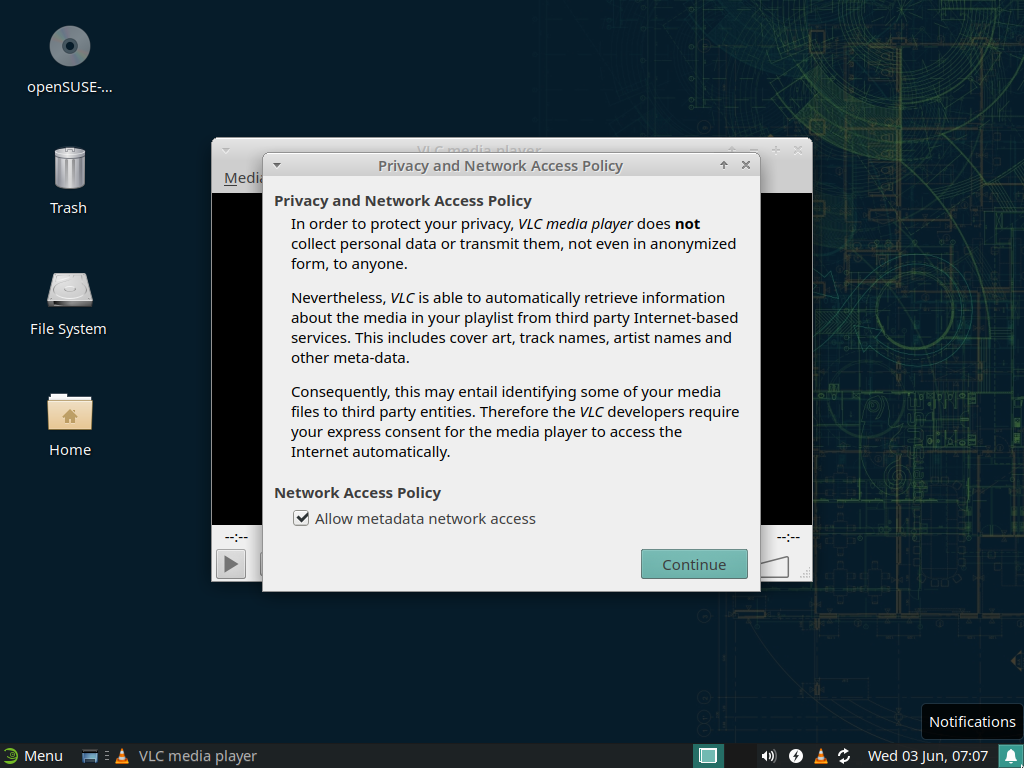 openSUSE-...
Trash
File System
Home
VLC media player
Privacy and Network Access Policy
Privacy and Network Access Policy
In order to protect your privacy, VLC media player does not
collect personal data or transmit them, not even in anonymized
form, to anyone.
Nevertheless, VLC is able to automatically retrieve information
about the media in your playlist from third party Internet-based
services. This includes cover art, track names, artist names and
other meta-data.
Consequently, this may entail identifying some of your media
files to third party entities. Therefore the VLC developers require
your express consent for the media player to access the
Internet automatically.
Network Access Policy
Allow metadata network access
--:--
--:--
Continue
Notifications
Menu
VLC media player
Wed 03 Jun, 07:07